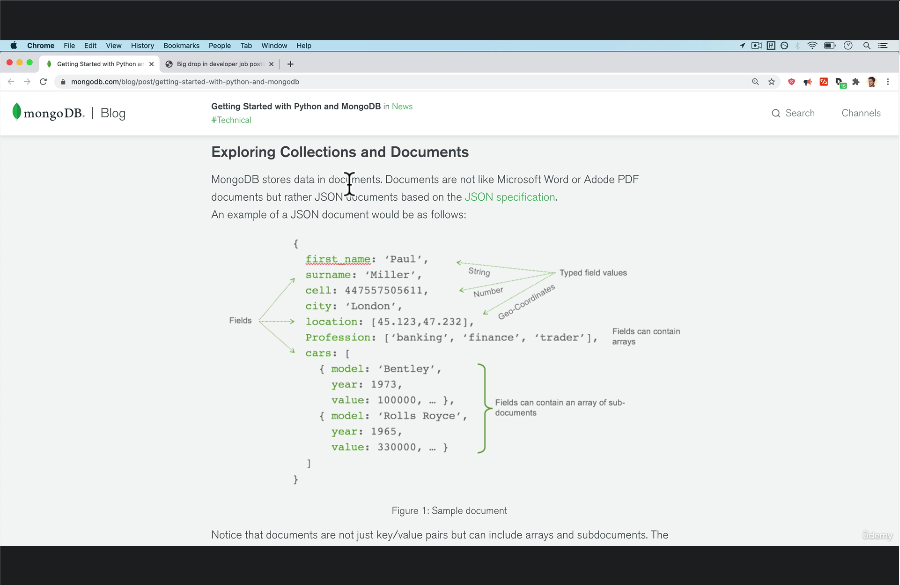 Chrome File Edit View History Bookmarks People Tab Window Help
Getting Started with Python an
Big drop in developer job post
mongodb.com/blog/post/getting-started-with-python-and-mongodb
mongoDB. | Blog
Getting Started with Python and MongoDB in News
#Technical
Search
Channels
Exploring Collections and Documents
MongoDB stores data in documents. Documents are not like Microsoft Word or Adode PDF
documents but rather JSON documents based on the JSON specification.
An example of a JSON document would be as follows:
{
first_name: ‘Paul’,
surname: ‘Miller’,
cell: 447557505611,
city: ‘London’,
location: [45.123,47.232],
Profession: [‘banking’, ‘finance’, ‘trader’],
cars: [
{ model: ‘Bentley’,
year: 1973,
value: 100000, … },
{ model: ‘Rolls Royce’,
year: 1965,
value: 330000, … }
]
}
Fields
String
Number
Geo-Coordinates
Typed field values
Fields can contain
arrays
Fields can contain an array of sub-
documents
Figure 1: Sample document
Notice that documents are not just key/value pairs but can include arrays and subdocuments. The
ûdemy